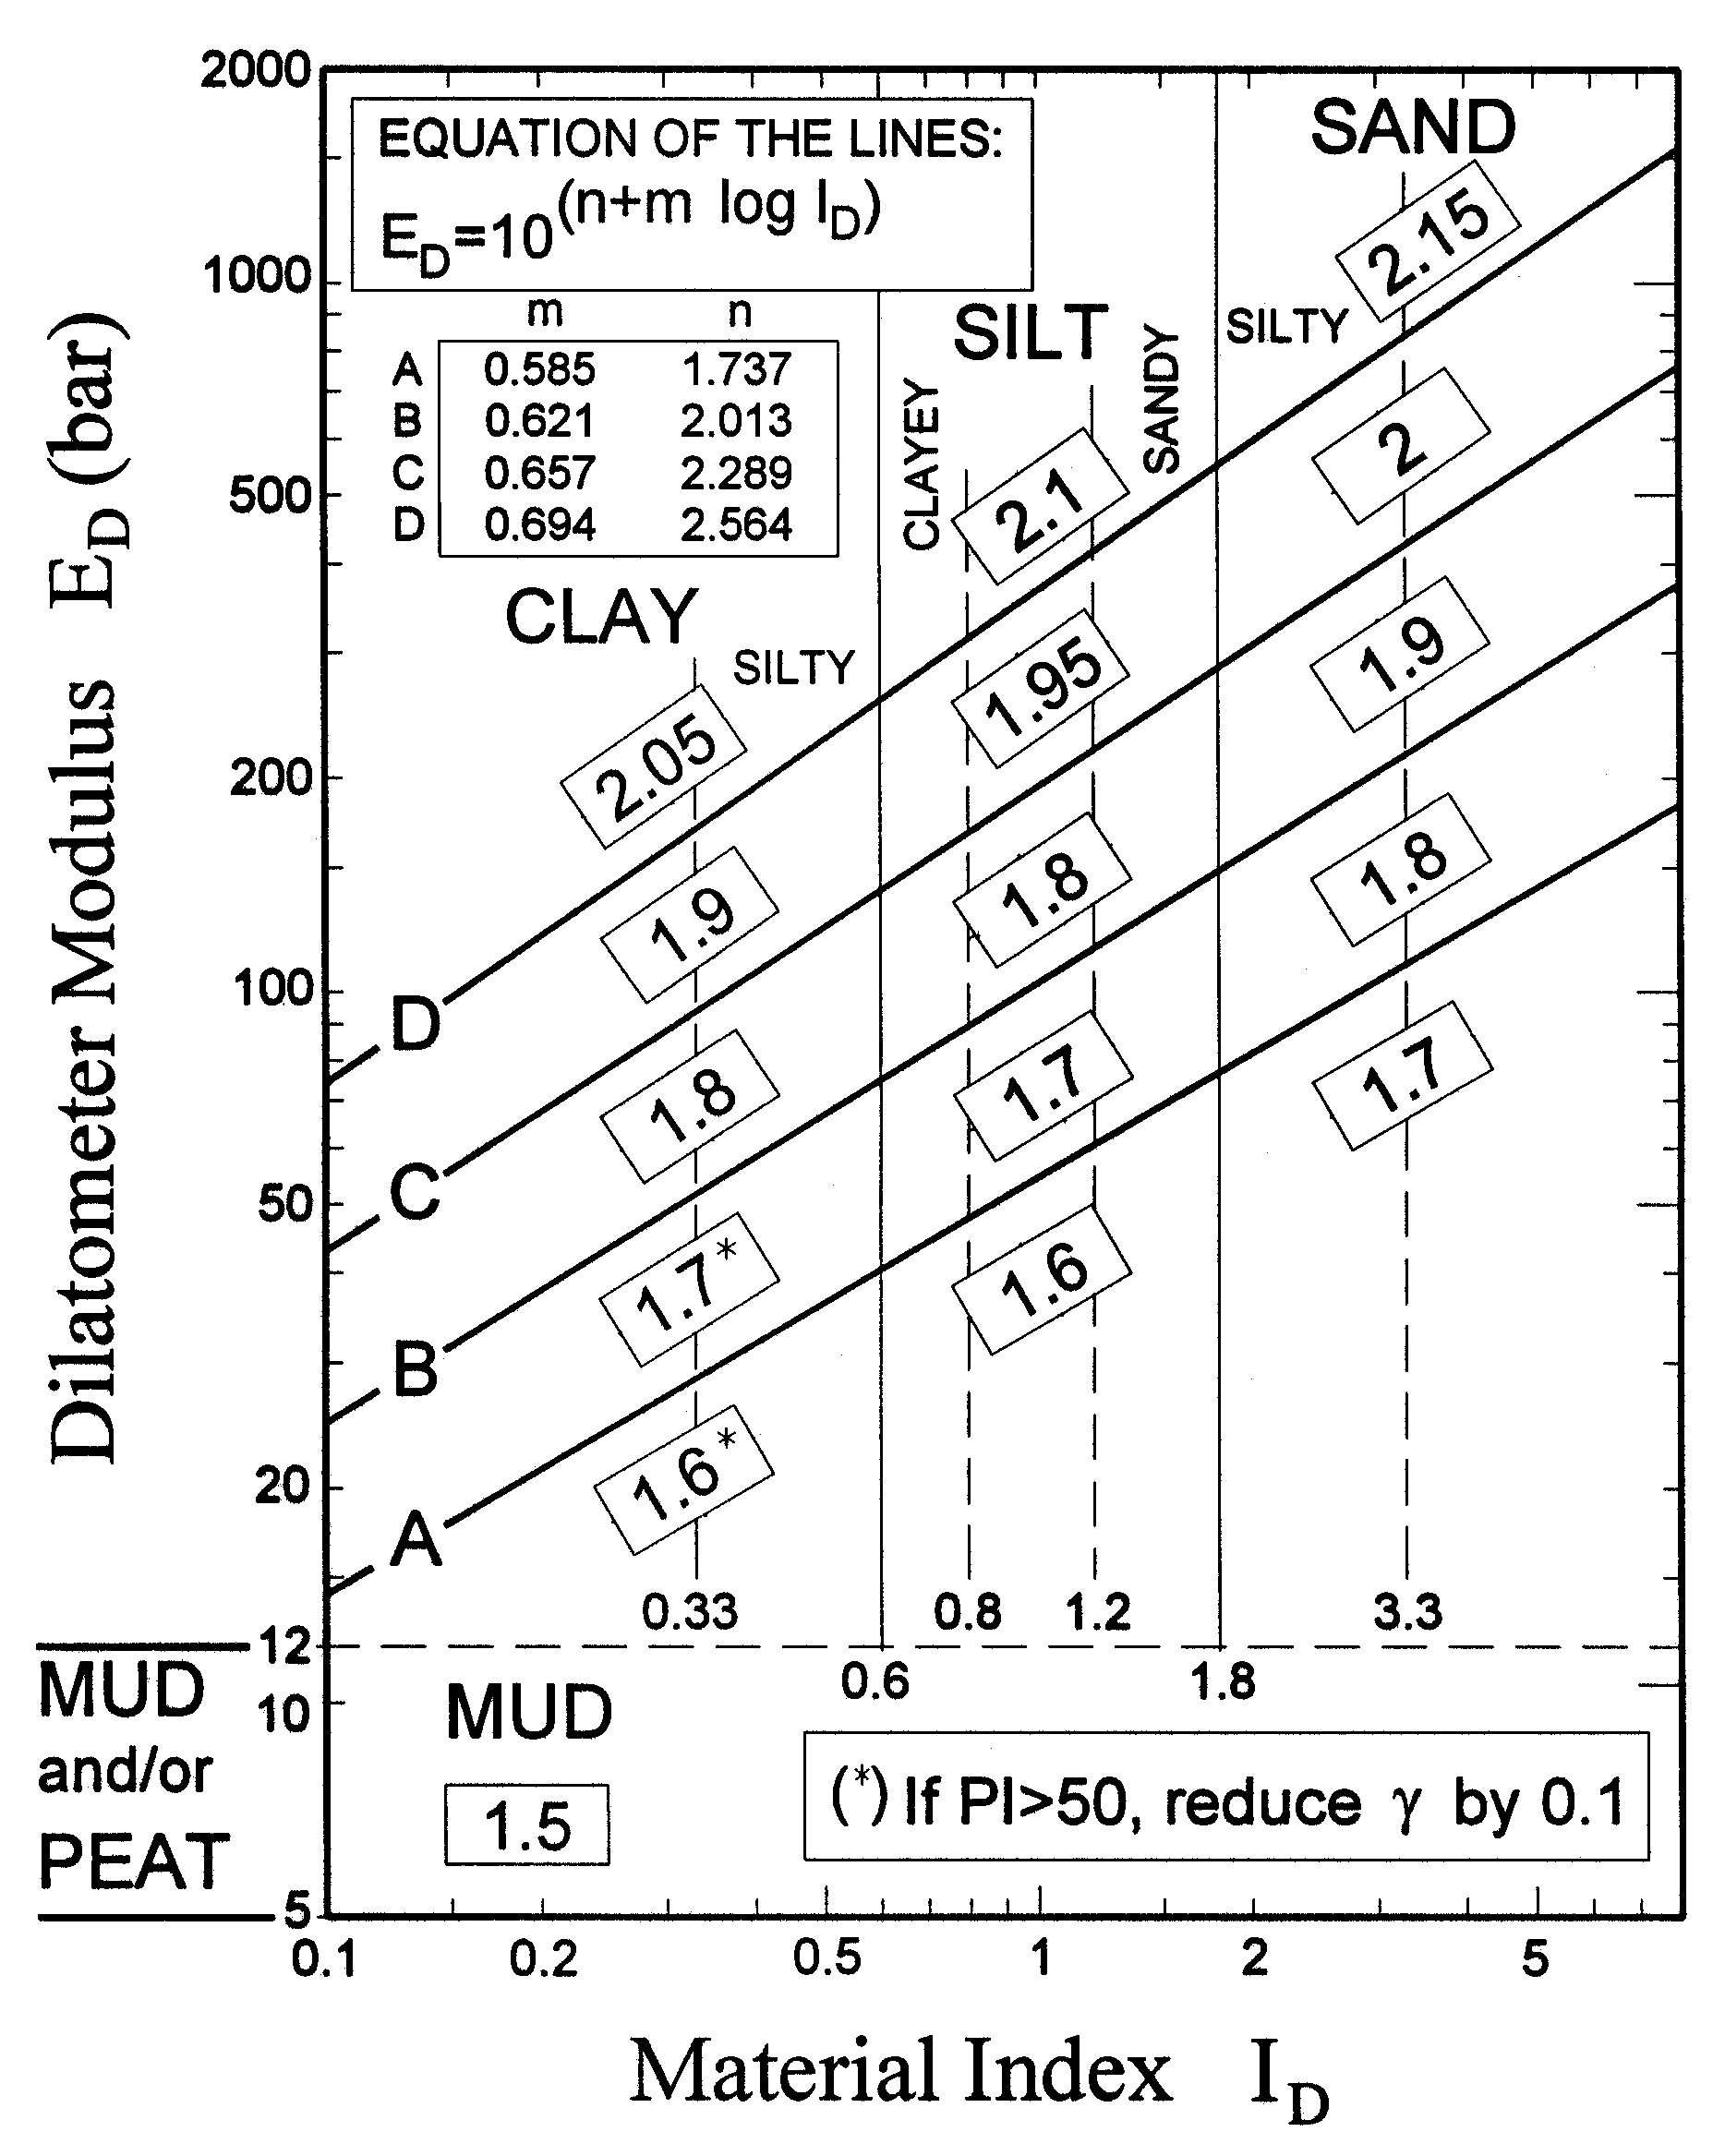 Dilatometer Modulus E_D (bar)
2000
1000
500
200
100
50
20
12
10
5
EQUATION OF THE LINES:
E_D=10^(n+m log I_D)
m n
A 0.585 1.737
B 0.621 2.013
C 0.657 2.289
D 0.694 2.564
CLAY
SILTY
SILT
CLAYEY
SANDY
SAND
SILTY
2.05
1.9
1.8
1.7*
1.6*
2.1
1.95
1.8
1.7
1.6
2.15
2
1.9
1.8
1.7
D
C
B
A
0.33
0.8
1.2
3.3
0.6
1.8
MUD
and/or
PEAT
MUD
1.5
(*) If PI>50, reduce γ by 0.1
0.1 0.2 0.5 1 2 5
Material Index I_D